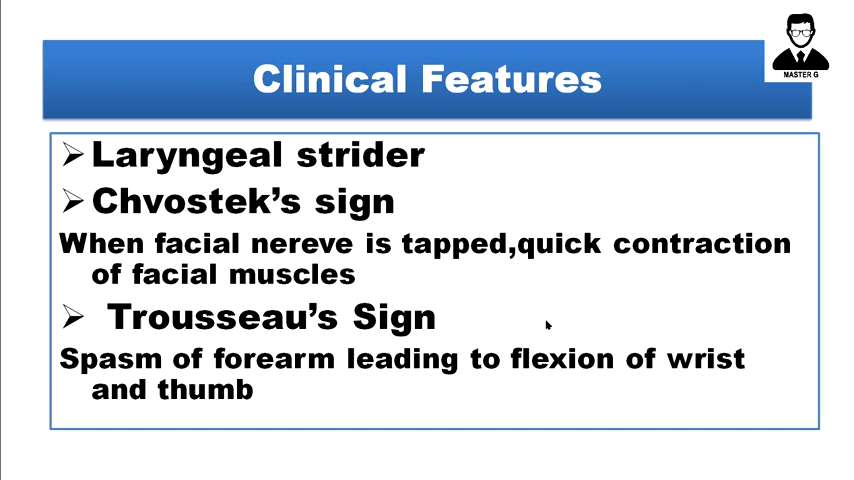 MASTER G
Clinical Features
Laryngeal strider
Chvostek’s sign
When facial nereve is tapped,quick contraction
of facial muscles
Trousseau’s Sign
Spasm of forearm leading to flexion of wrist
and thumb